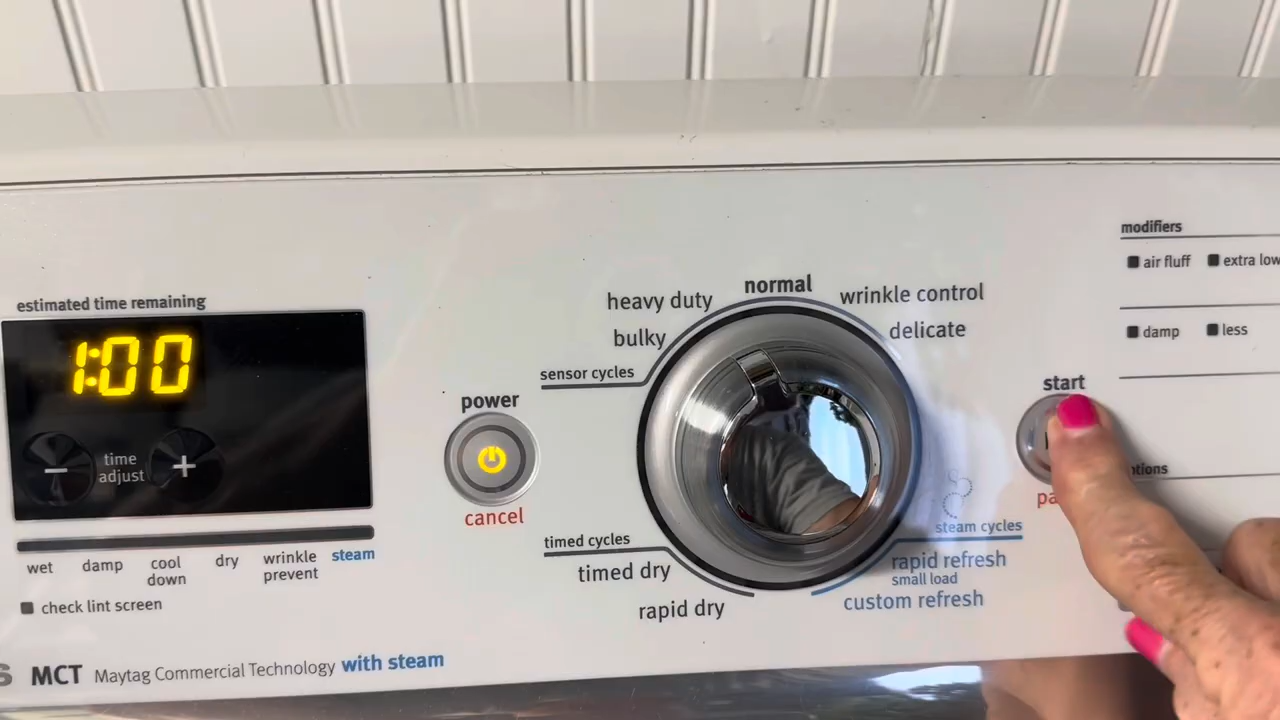 modifiers
air fluff
extra low
normal
heavy duty
wrinkle control
bulky
delicate
estimated time remaining
1:00
damp
less
sensor cycles
start
power
time
adjust
cancel
steam cycles
timed cycles
timed dry
rapid refresh
small load
rapid dry
custom refresh
wet
damp
cool
down
dry
wrinkle
prevent
steam
check lint screen
MCT Maytag Commercial Technology with steam